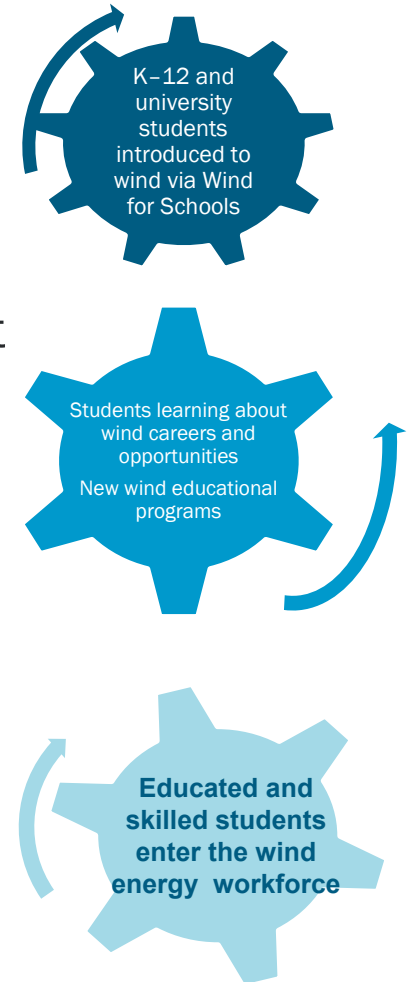 K–12 and
university
students
introduced to
wind via Wind
for Schools
Students learning about
wind careers and
opportunities
New wind educational
programs
Educated and
skilled students
enter the wind
energy workforce